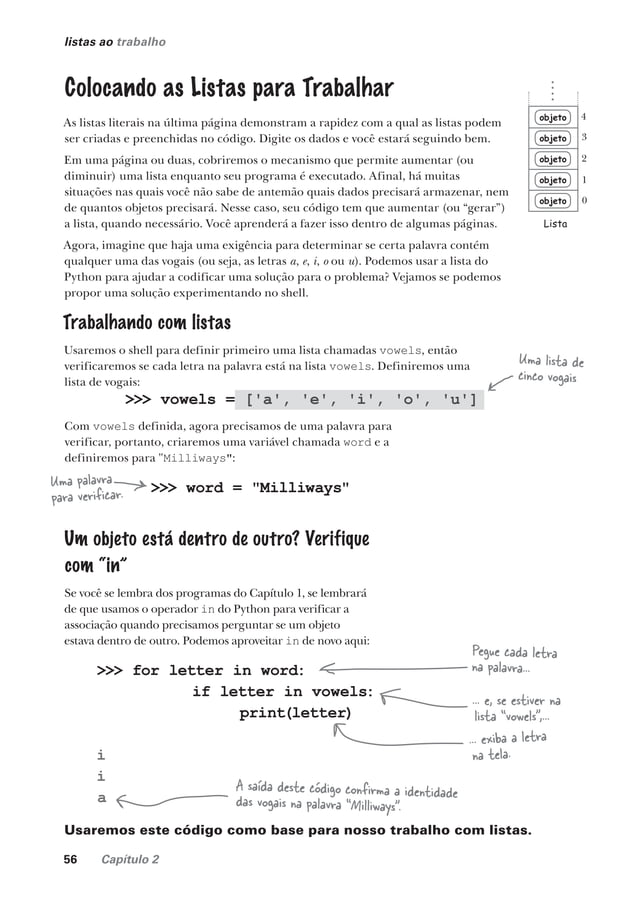 listas ao trabalho
Colocando as Listas para Trabalhar
As listas literais na última página demonstram a rapidez com a qual as listas podem
ser criadas e preenchidas no código. Digite os dados e você estará seguindo bem.
Em uma página ou duas, cobriremos o mecanismo que permite aumentar (ou
diminuir) uma lista enquanto seu programa é executado. Afinal, há muitas
situações nas quais você não sabe de antemão quais dados precisará armazenar, nem
de quantos objetos precisará. Nesse caso, seu código tem que aumentar (ou “gerar”)
a lista, quando necessário. Você aprenderá a fazer isso dentro de algumas páginas.
Agora, imagine que haja uma exigência para determinar se certa palavra contém
qualquer uma das vogais (ou seja, as letras a, e, i, o ou u). Podemos usar a lista do
Python para ajudar a codificar uma solução para o problema? Vejamos se podemos
propor uma solução experimentando no shell.
objeto 4
objeto 3
objeto 2
objeto 1
objeto 0
Lista
Trabalhando com listas
Usaremos o shell para definir primeiro uma lista chamadas vowels, então
verificaremos se cada letra na palavra está na lista vowels. Definiremos uma
lista de vogais:
Uma lista de
cinco vogais
>>> vowels = ['a', 'e', 'i', 'o', 'u']
Com vowels definida, agora precisamos de uma palavra para
verificar, portanto, criaremos uma variável chamada word e a
definiremos para "Milliways":
Uma palavra
para verificar.
>>> word = "Milliways"
Um objeto está dentro de outro? Verifique
com “in”
Se você se lembra dos programas do Capítulo 1, se lembrará
de que usamos o operador in do Python para verificar a
associação quando precisamos perguntar se um objeto
estava dentro de outro. Podemos aproveitar in de novo aqui:
>>> for letter in word:
if letter in vowels:
print(letter)
Pegue cada letra
na palavra...
... e, se estiver na
lista “vowels”,...
... exiba a letra
na tela.
i
i
a
A saída deste código confirma a identidade
das vogais na palavra “Milliways”.
Usaremos este código como base para nosso trabalho com listas.
56 Capítulo 2